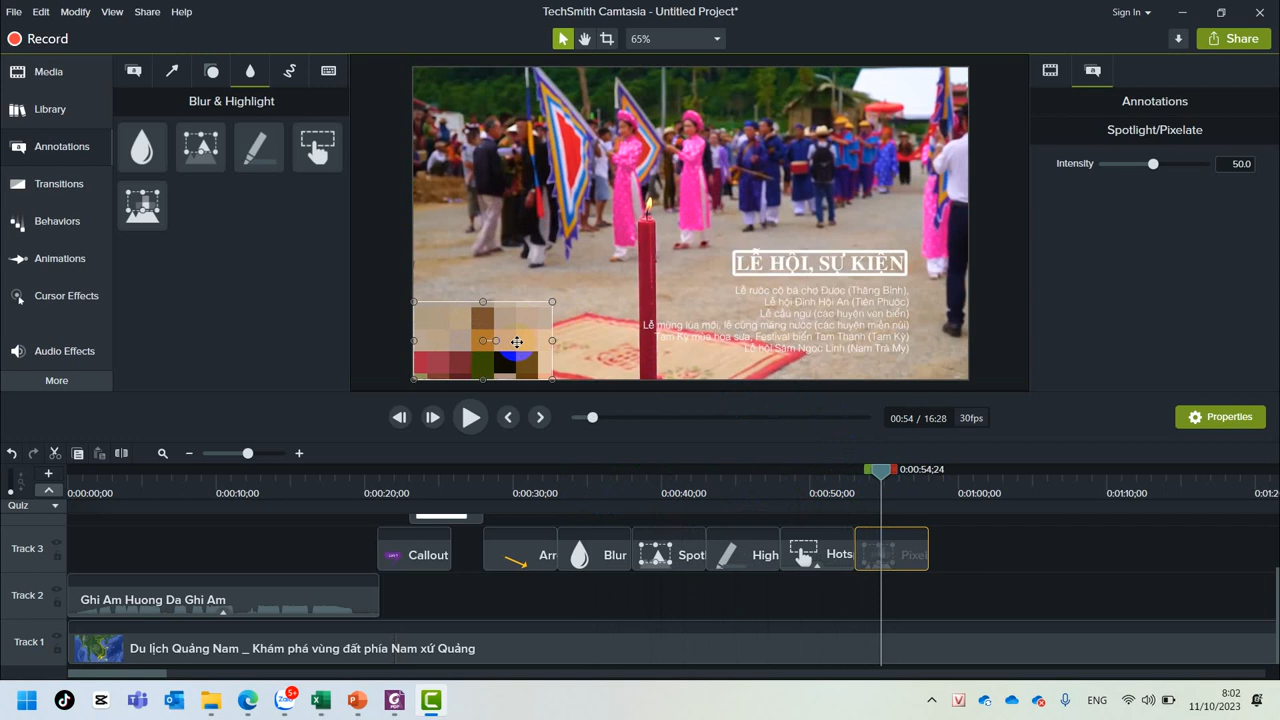 TechSmith Camtasia - Untitled Project*
File Modify View Share Help
Sign In
Record
65%
Share
Media
Library
Annotations
Transitions
Behaviors
Animations
Cursor Effects
Audio Effects
More
Blur & Highlight
LỄ HỘI, SỰ KIỆN
Lễ rước cộ bà chợ Được (Thăng Bình),
Lễ hội Đình Hội An (Tiên Phước)
Lễ cầu ngư (các huyện ven biển)
Lễ mừng lúa mới, lễ cúng máng nước (các huyện miền núi)
Tam Kỳ mùa hoa sưa, Festival biển Tam Thanh (Tam Kỳ)
Lễ hội Sâm Ngọc Linh (Nam Trà My)
Annotations
Spotlight/Pixelate
Intensity 50.0
00:54 / 16:28 30fps
Properties
0:00:54;24
0:00:00;00 0:00:10;00 0:00:20;00 0:00:30;00 0:00:40;00 0:00:50;00 0:01:00;00 0:01:10;00 0:01:2
Quiz
Track 3
Callout
Arr
Blur
Spotl
High
Hots
Pixel
Track 2
Ghi Am Huong Da Ghi Am
Track 1
Du lịch Quảng Nam _ Khám phá vùng đất phía Nam xứ Quảng
5+
ENG
8:02
11/10/2023